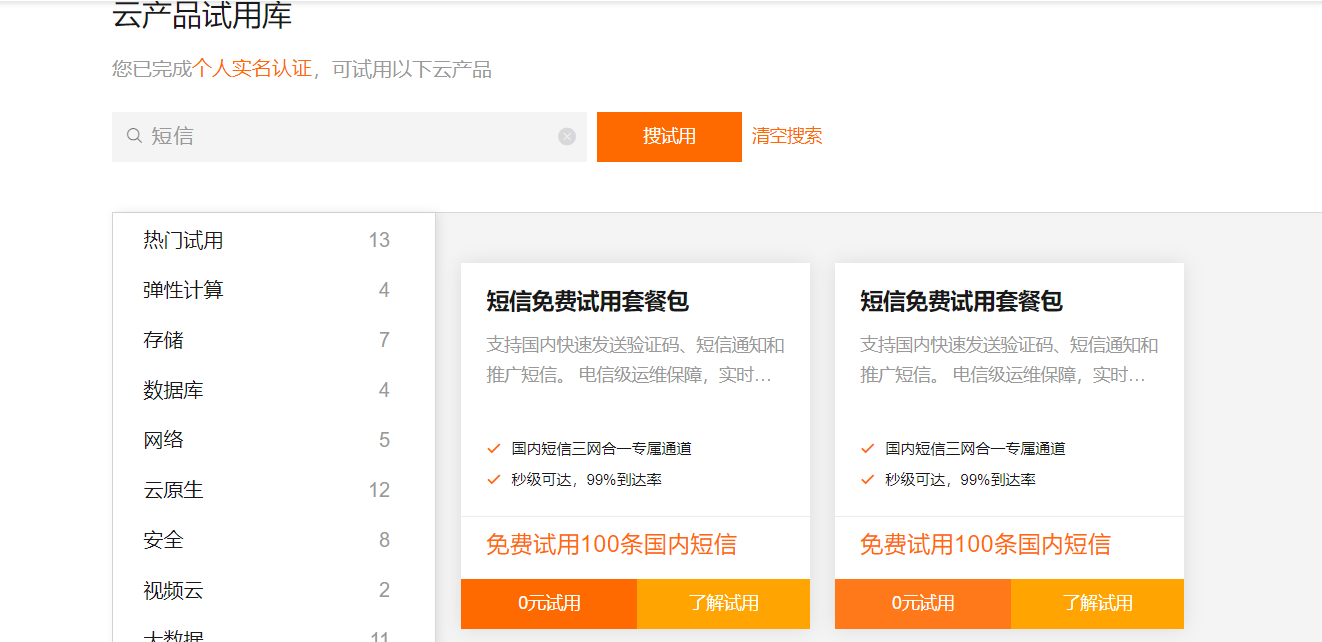 云产品试用库
您已完成个人实名认证，可试用以下云产品
短信
搜试用
清空搜索
热门试用 13
弹性计算 4
存储 7
数据库 4
网络 5
云原生 12
安全 8
视频云 2
大数据 11
短信免费试用套餐包
支持国内快速发送验证码、短信通知和
推广短信。 电信级运维保障，实时…
国内短信三网合一专属通道
秒级可达，99%到达率
免费试用100条国内短信
0元试用 了解试用
短信免费试用套餐包
支持国内快速发送验证码、短信通知和
推广短信。 电信级运维保障，实时…
国内短信三网合一专属通道
秒级可达，99%到达率
免费试用100条国内短信
0元试用 了解试用